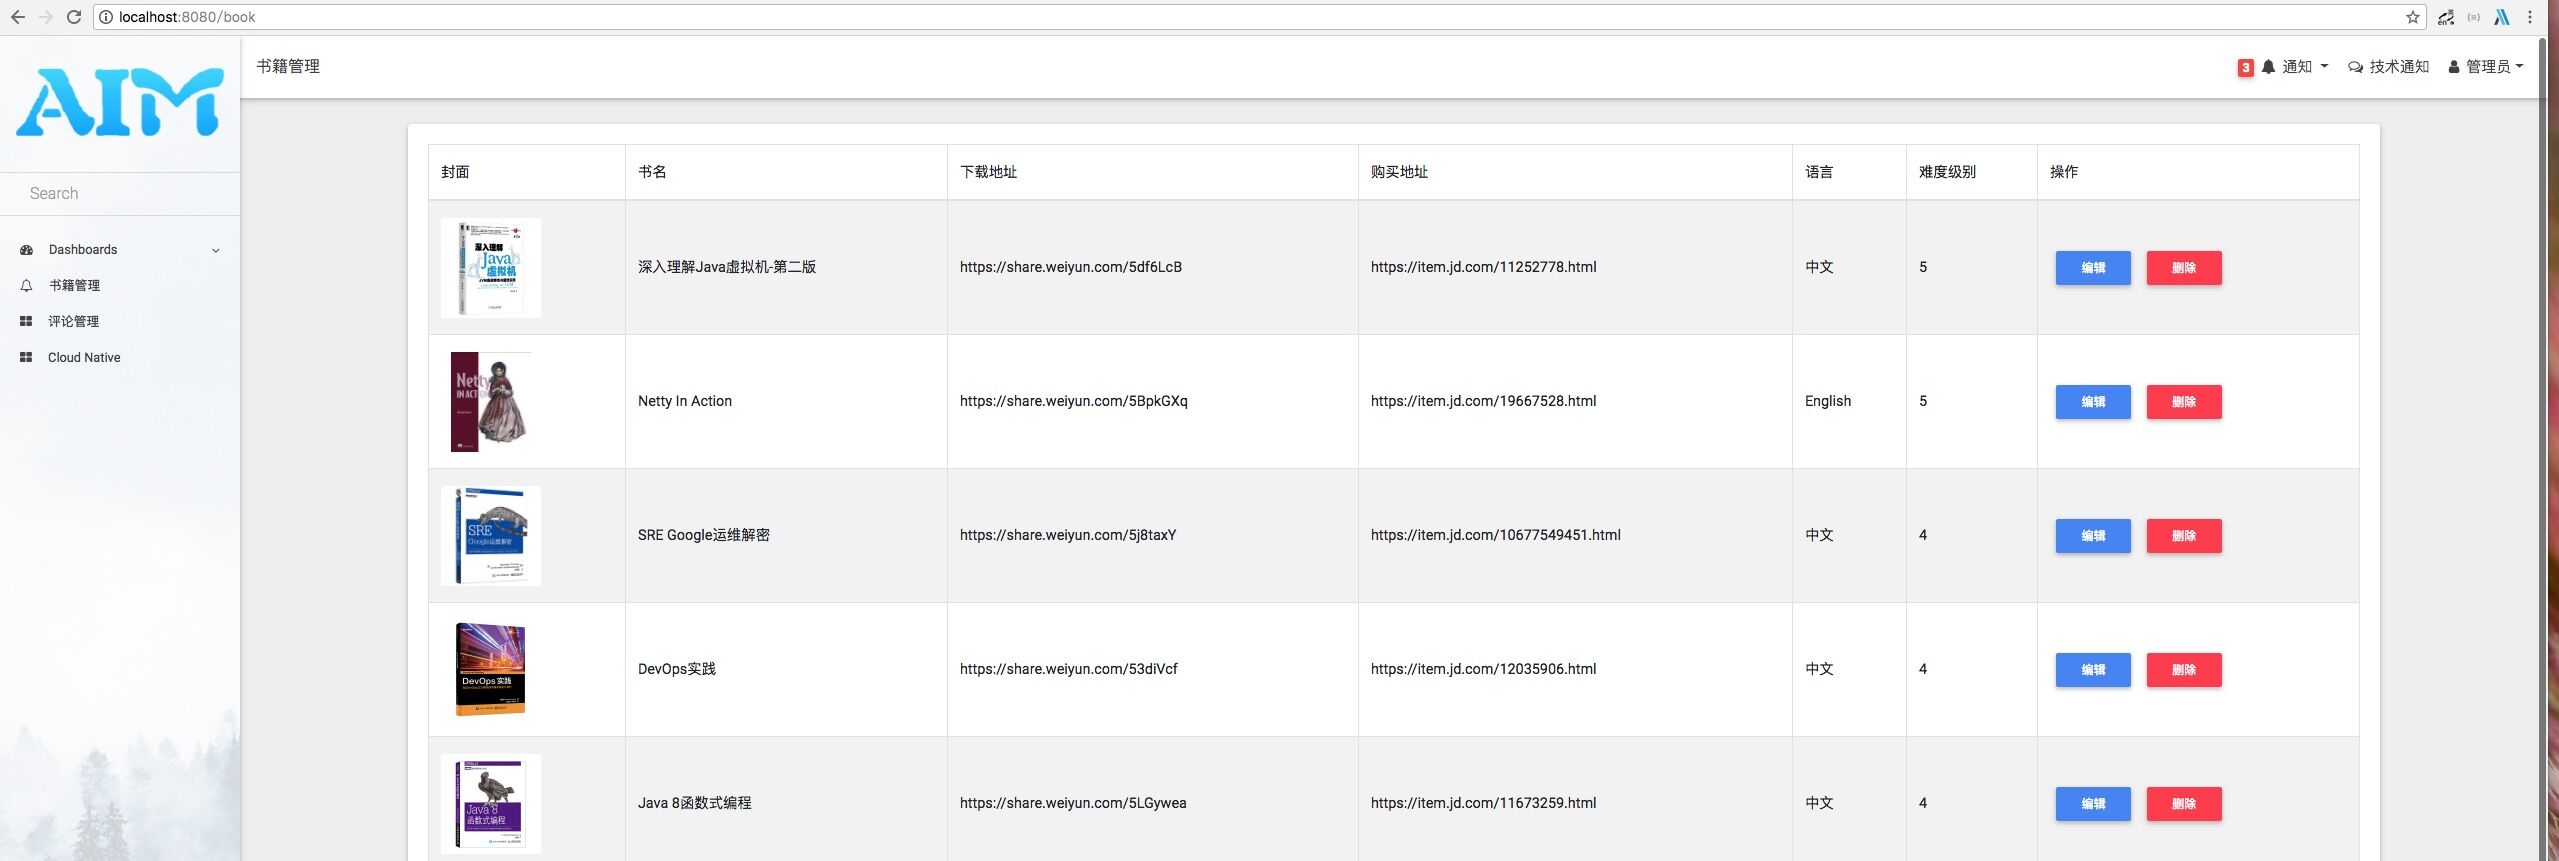 localhost:8080/book
AIM
书籍管理
3 通知 技术通知 管理员
Search
Dashboards
书籍管理
评论管理
Cloud Native
封面 书名 下载地址 购买地址 语言 难度级别 操作
深入理解
Java
虚拟机
深入理解Java虚拟机-第二版 https://share.weiyun.com/5df6LcB https://item.jd.com/11252778.html 中文 5 编辑 删除
Netty
IN ACTION
Netty In Action https://share.weiyun.com/5BpkGXq https://item.jd.com/19667528.html English 5 编辑 删除
SRE
Google运维解密
SRE Google运维解密 https://share.weiyun.com/5j8taxY https://item.jd.com/10677549451.html 中文 4 编辑 删除
DevOps 实践
DevOps实践 https://share.weiyun.com/53diVcf https://item.jd.com/12035906.html 中文 4 编辑 删除
Java 8
函数式编程
Java 8函数式编程 https://share.weiyun.com/5LGywea https://item.jd.com/11673259.html 中文 4 编辑 删除